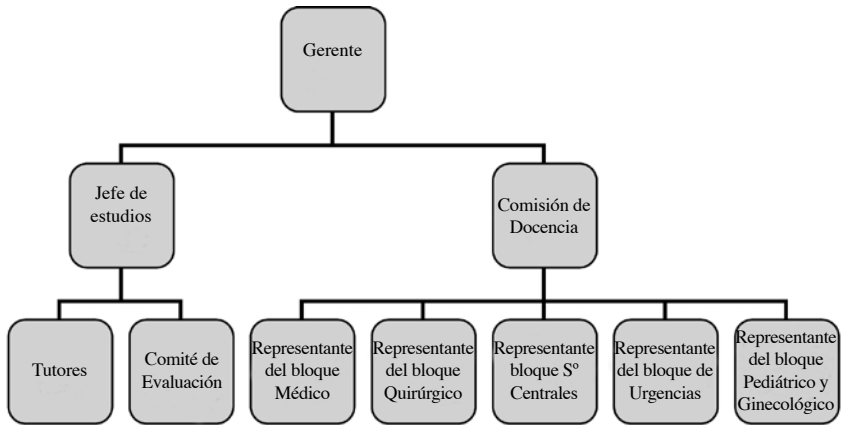 Gerente
Jefe de
estudios
Comisión de
Docencia
Tutores
Comité de
Evaluación
Representante
del bloque
Médico
Representante
del bloque
Quirúrgico
Representante
bloque Sº
Centrales
Representante
del bloque de
Urgencias
Representante
del bloque
Pediátrico y
Ginecológico